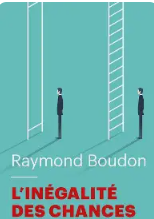 Raymond Boudon
L'INÉGALITÉ
DES CHANCES